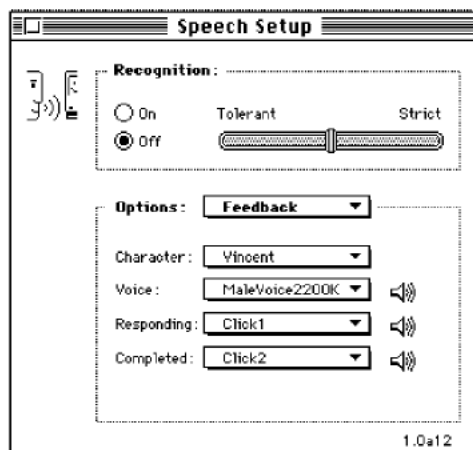 Speech Setup
Recognition:
On Tolerant Strict
Off
Options: Feedback
Character: Vincent
Voice: MaleVoice2200K
Responding: Click1
Completed: Click2
1.0a12